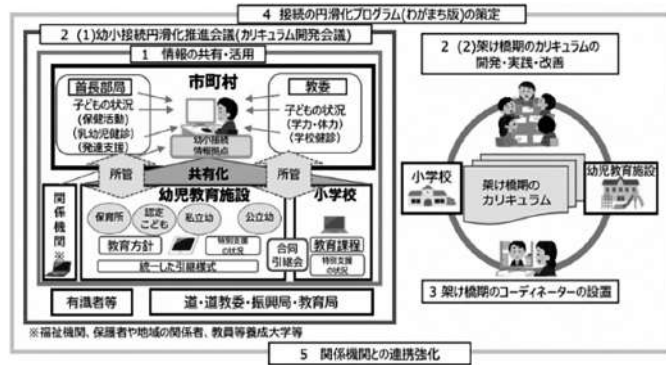 4 接続の円滑化プログラム(わがまち版)の策定
2 (1)幼小接続円滑化推進会議(カリキュラム開発会議)
1 情報の共有・活用
市町村
首長部局
子どもの状況
(保健活動)
(乳幼児健診)
(発達支援)
教委
子どもの状況
(学力・体力)
(学校健診)
幼小接続
情報拠点
所管
共有化
所管
関係機関※
幼児教育施設
保育所
認定
こども
私立幼
公立幼
教育方針
特別支援
の状況
統一した引継様式
合同
引継会
小学校
教育課程
特別支援
の状況
有識者等
道・道教委・振興局・教育局
※福祉機関、保護者や地域の関係者、教員等養成大学等
2 (2)架け橋期のカリキュラムの
開発・実践・改善
小学校
架け橋期の
カリキュラム
幼児教育施設
3 架け橋期のコーディネーターの設置
5 関係機関との連携強化